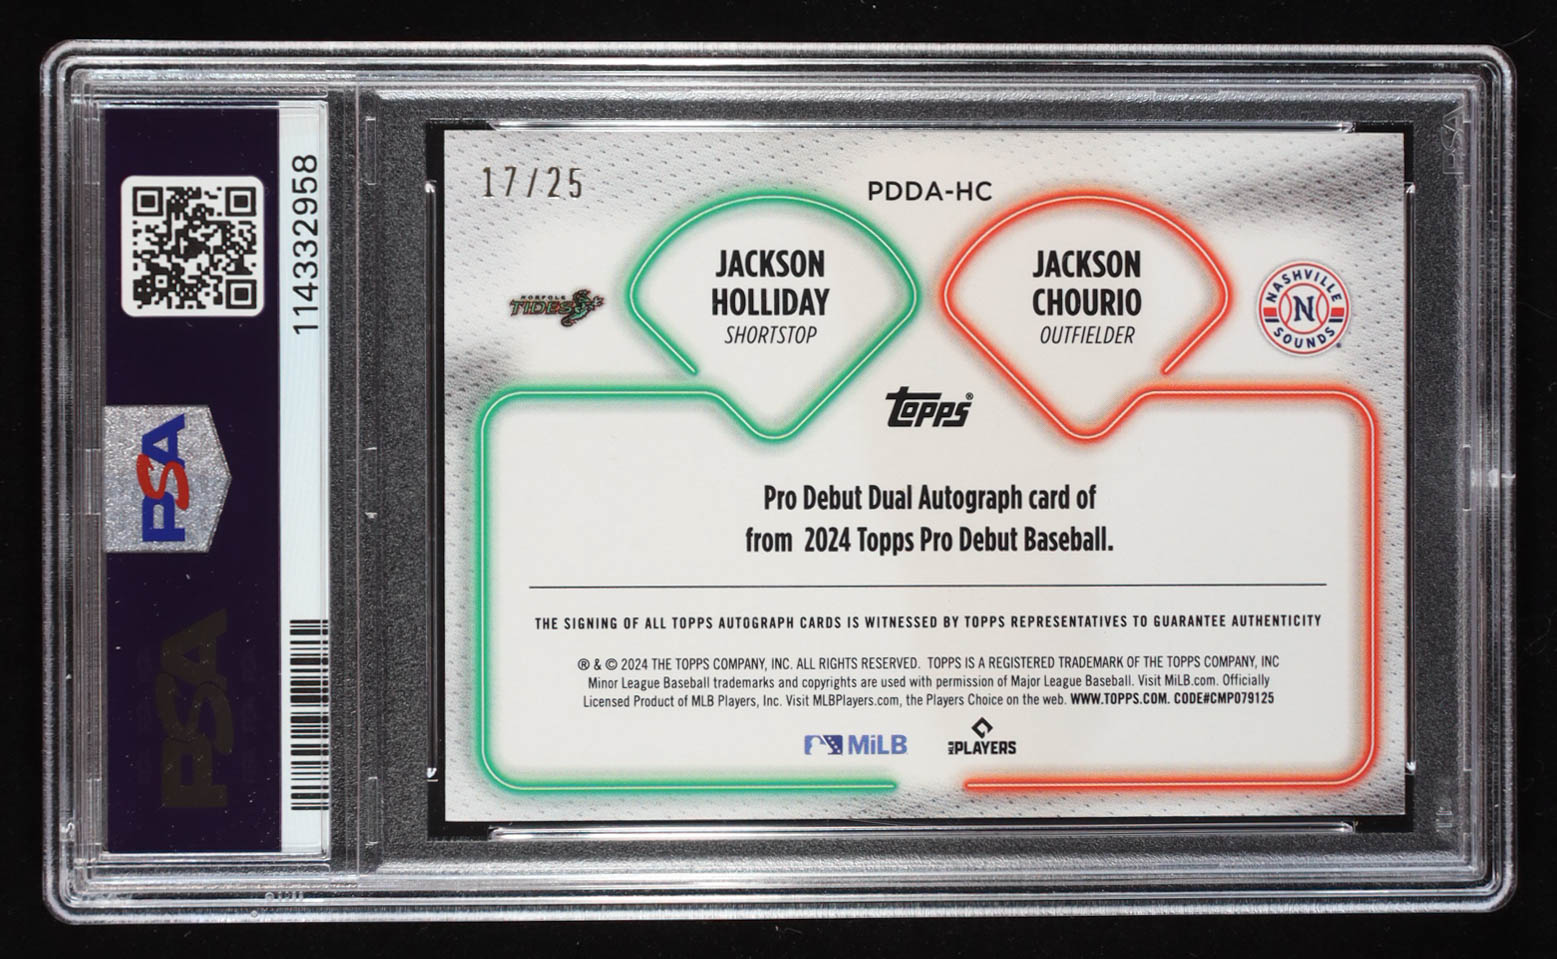 114332958
PSA
PSA
17/25
PDDA-HC
JACKSON
HOLLIDAY
SHORTSTOP
JACKSON
CHOURIO
OUTFIELDER
NORFOLK
TIDES
NASHVILLE
N
SOUNDS
topps®
Pro Debut Dual Autograph card of
from 2024 Topps Pro Debut Baseball.
THE SIGNING OF ALL TOPPS AUTOGRAPH CARDS IS WITNESSED BY TOPPS REPRESENTATIVES TO GUARANTEE AUTHENTICITY
® & © 2024 THE TOPPS COMPANY, INC. ALL RIGHTS RESERVED. TOPPS IS A REGISTERED TRADEMARK OF THE TOPPS COMPANY, INC
Minor League Baseball trademarks and copyrights are used with permission of Major League Baseball. Visit MiLB.com. Officially
Licensed Product of MLB Players, Inc. Visit MLBPlayers.com, the Players Choice on the web. WWW.TOPPS.COM. CODE#CMP079125
MiLB
MLB PLAYERS